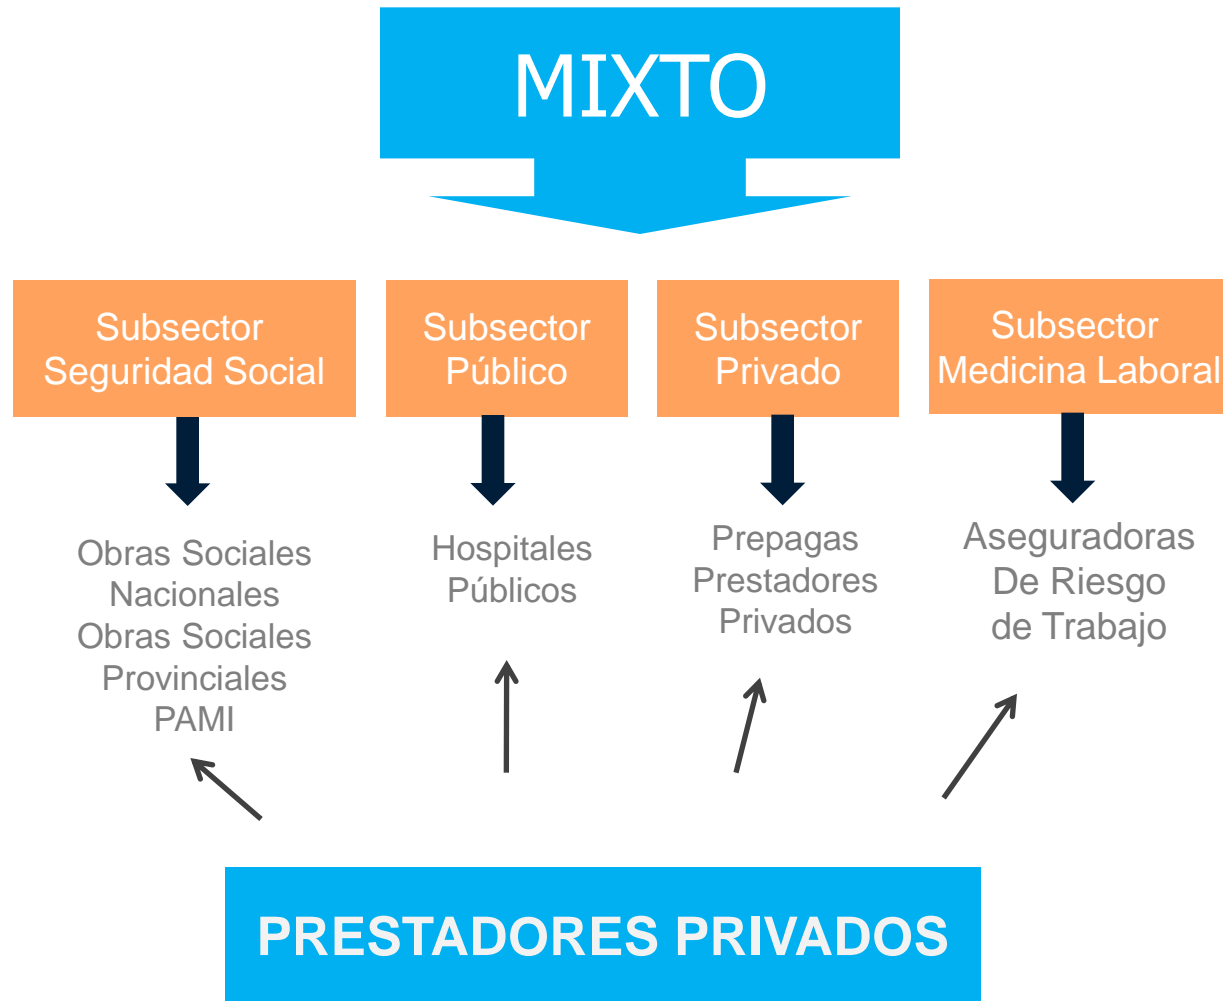 MIXTO
Subsector
Seguridad Social
Subsector
Público
Subsector
Privado
Subsector
Medicina Laboral
Obras Sociales
Nacionales
Obras Sociales
Provinciales
PAMI
Hospitales
Públicos
Prepagas
Prestadores
Privados
Aseguradoras
De Riesgo
de Trabajo
PRESTADORES PRIVADOS